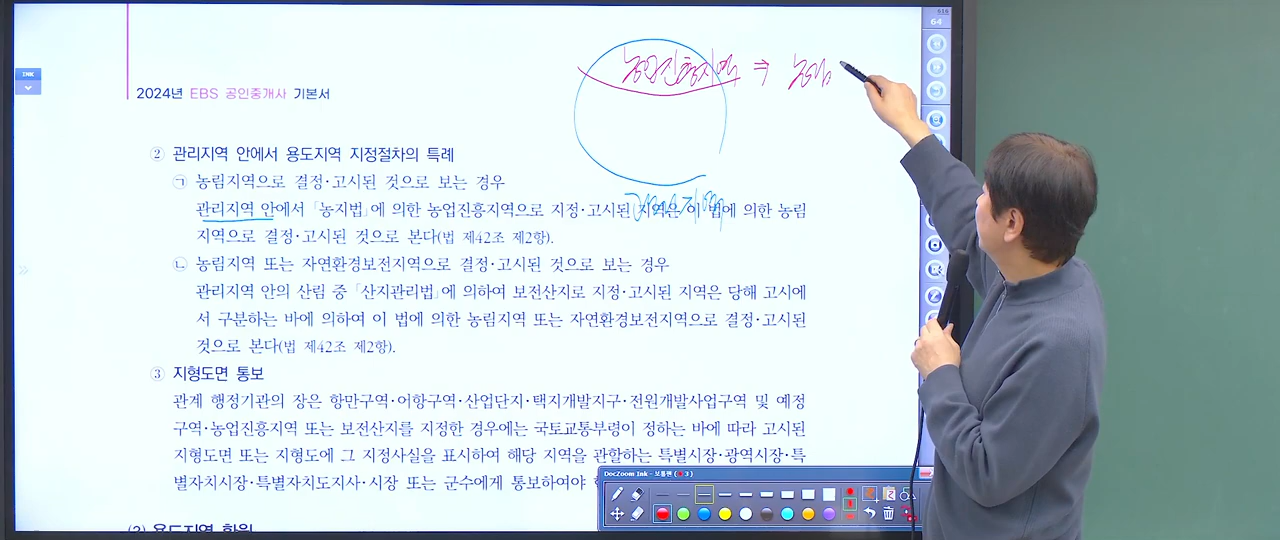 616
64
INK
농업진흥지역 ⇒ 농림
2024년 EBS 공인중개사 기본서
② 관리지역 안에서 용도지역 지정절차의 특례
㉠ 농림지역으로 결정·고시된 것으로 보는 경우
관리지역 안에서 「농지법」에 의한 농업진흥지역으로 지정·고시된 지역은 이 법에 의한 농림
관리지역
지역으로 결정·고시된 것으로 본다(법 제42조 제2항).
㉡ 농림지역 또는 자연환경보전지역으로 결정·고시된 것으로 보는 경우
관리지역 안의 산림 중 「산지관리법」에 의하여 보전산지로 지정·고시된 지역은 당해 고시에
서 구분하는 바에 의하여 이 법에 의한 농림지역 또는 자연환경보전지역으로 결정·고시된
것으로 본다(법 제42조 제2항).
③ 지형도면 통보
관계 행정기관의 장은 항만구역·어항구역·산업단지·택지개발지구·전원개발사업구역 및 예정
구역·농업진흥지역 또는 보전산지를 지정한 경우에는 국토교통부령이 정하는 바에 따라 고시된
지형도면 또는 지형도에 그 지정사실을 표시하여 해당 지역을 관할하는 특별시장·광역시장·특
별자치시장·특별자치도지사·시장 또는 군수에게 통보하여야
DocZoom Ink - 보통펜 ( 3 )
(3) 용도지역 확인